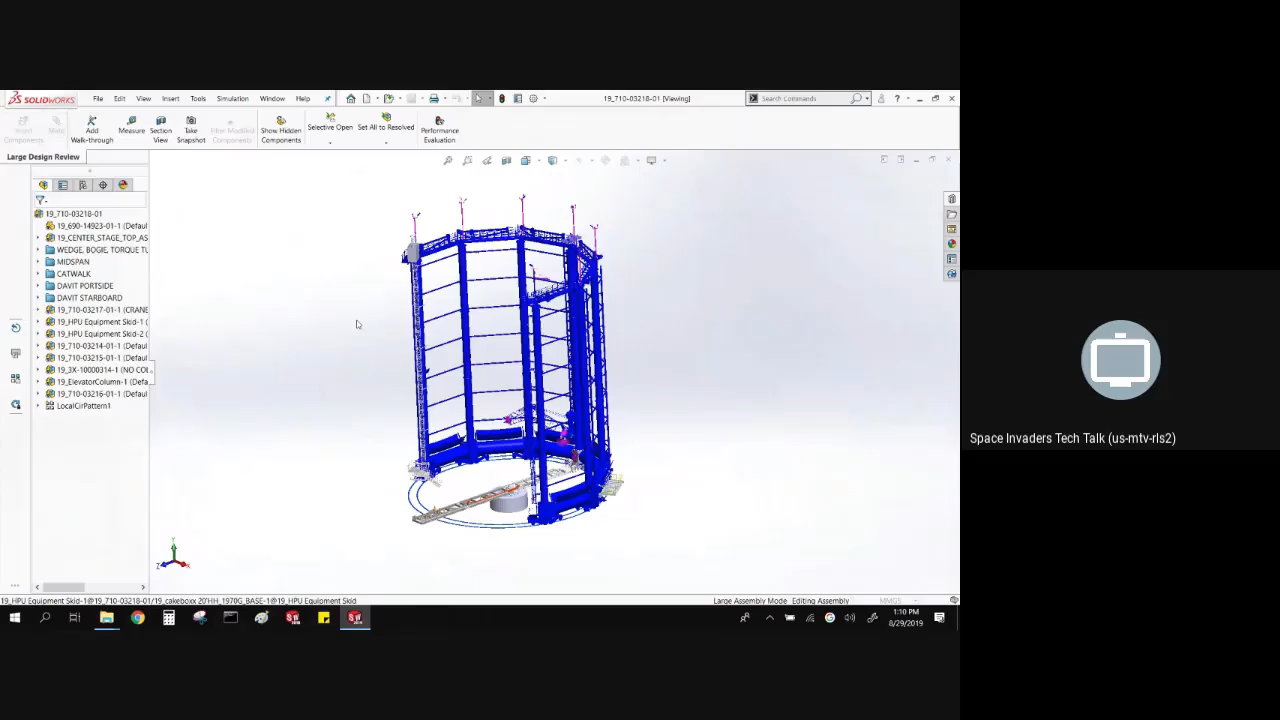 SOLIDWORKS File Edit View Insert Tools Simulation Window Help 19_710-03218-01 [Viewing] Search Commands
Insert Components Mate Add Walk-through Measure Section View Take Snapshot Filter Modified Components Show Hidden Components Selective Open Set All to Resolved Performance Evaluation
Large Design Review
19_710-03218-01
19_690-14923-01-1 (Defaul
19_CENTER_STAGE_TOP_AS
WEDGE, BOGIE, TORQUE TU
MIDSPAN
CATWALK
DAVIT PORTSIDE
DAVIT STARBOARD
19_710-03217-01-1 (CRANE
19_HPU Equipment Skid-1 (
19_HPU Equipment Skid-2 (
19_710-03214-01-1 (Defaul
19_710-03215-01-1 (Defaul
19_3X-10000314-1 (NO COL
19_ElevatorColumn-1 (Defa
19_710-03216-01-1 (Defaul
LocalCirPattern1
Y
Z X
19_HPU Equipment Skid-1@19_710-03218-01/19_cakeboxx 20'HH_1970G_BASE-1@19_HPU Equipment Skid Large Assembly Mode Editing Assembly MMGS
1:10 PM
8/29/2019
Space Invaders Tech Talk (us-mtv-rls2)